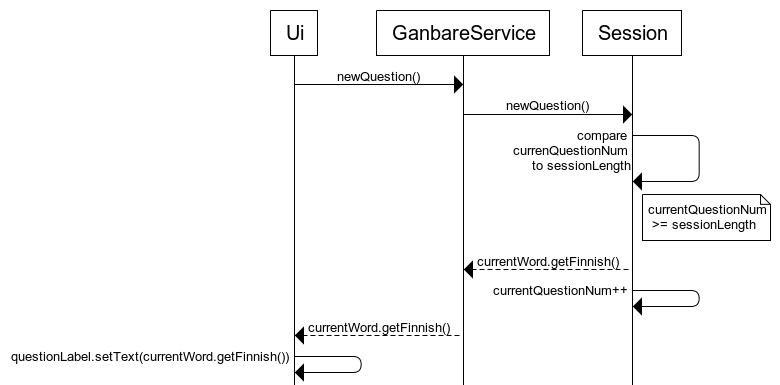 Ui
GanbareService
Session
newQuestion()
newQuestion()
compare
currenQuestionNum
to sessionLength
currentQuestionNum
>= sessionLength
currentWord.getFinnish()
currentQuestionNum++
currentWord.getFinnish()
questionLabel.setText(currentWord.getFinnish())